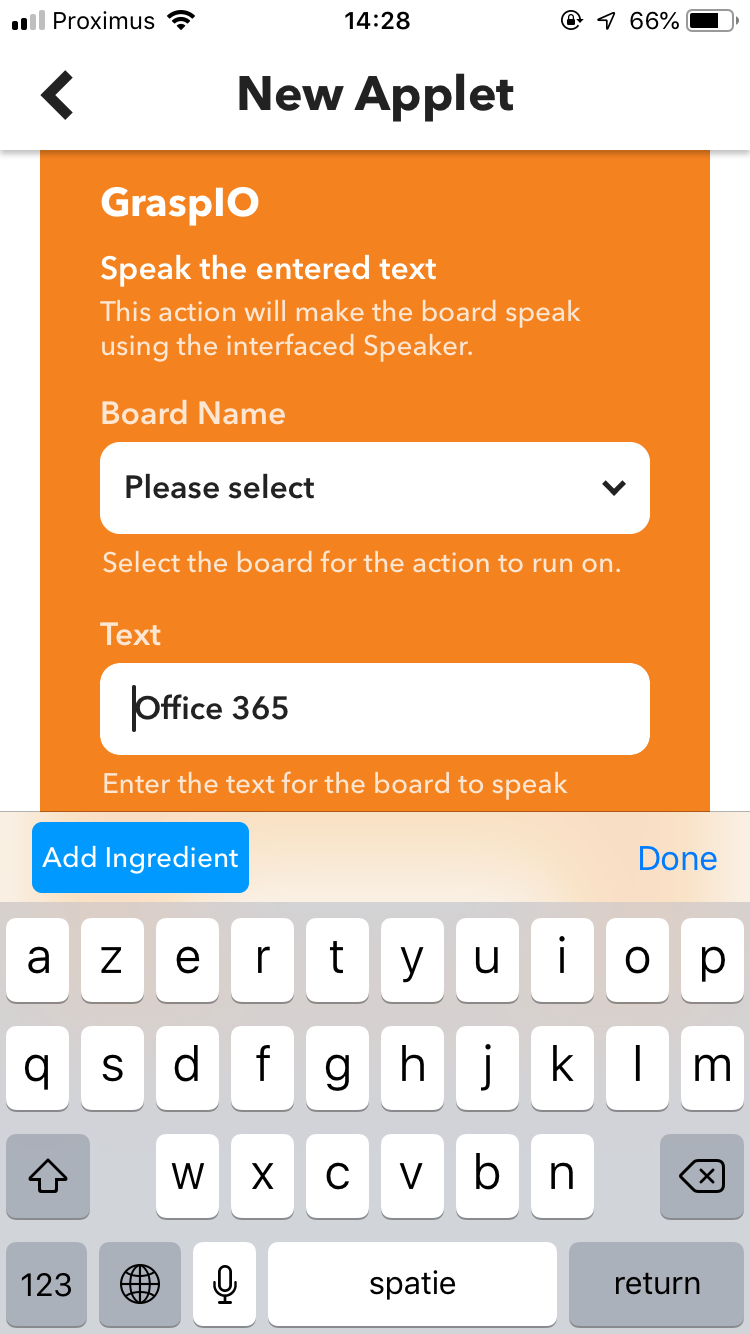 Proximus 14:28 66%
New Applet
GraspIO
Speak the entered text
This action will make the board speak
using the interfaced Speaker.
Board Name
Please select
Select the board for the action to run on.
Text
Office 365
Enter the text for the board to speak
Add Ingredient Done
a z e r t y u i o p
q s d f g h j k l m
w x c v b n
123 spatie return